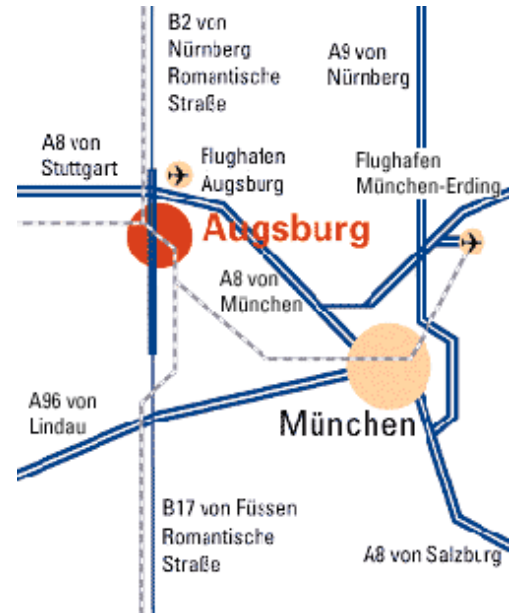 B2 von
Nürnberg
Romantische
Straße
A9 von
Nürnberg
A8 von
Stuttgart
Flughafen
Augsburg
Flughafen
München-Erding
Augsburg
A8 von
München
A96 von
Lindau
München
B17 von Füssen
Romantische
Straße
A8 von Salzburg